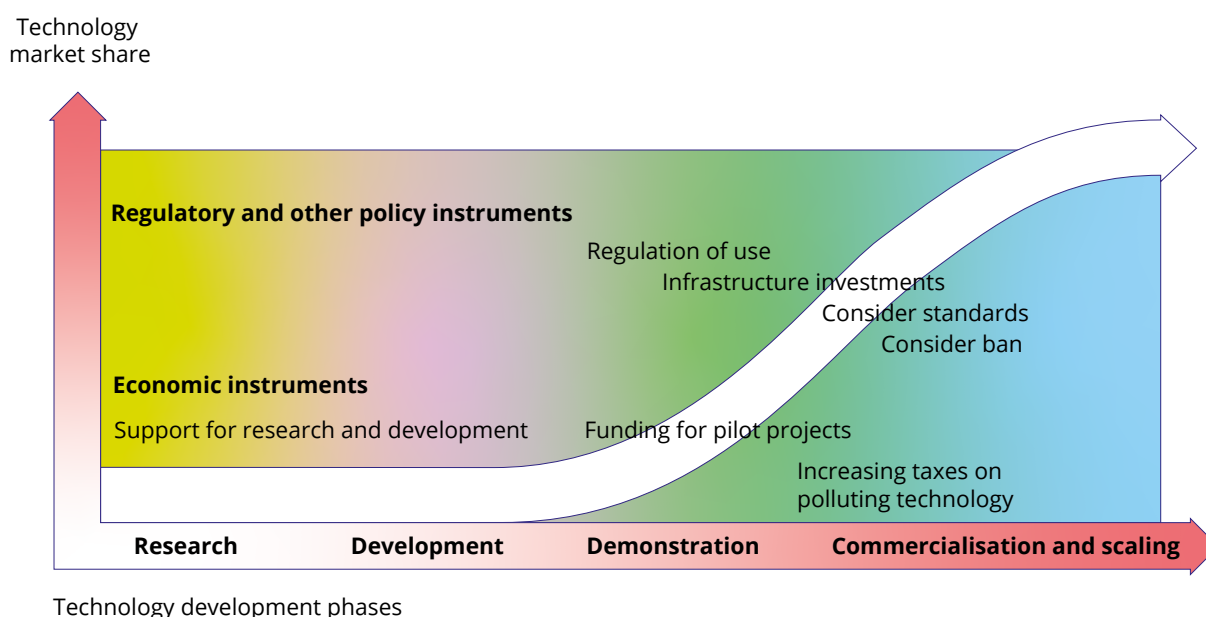 Technology
market share
Regulatory and other policy instruments
Regulation of use
Infrastructure investments
Consider standards
Consider ban
Economic instruments
Support for research and development
Funding for pilot projects
Increasing taxes on
polluting technology
Research
Development
Demonstration
Commercialisation and scaling
Technology development phases